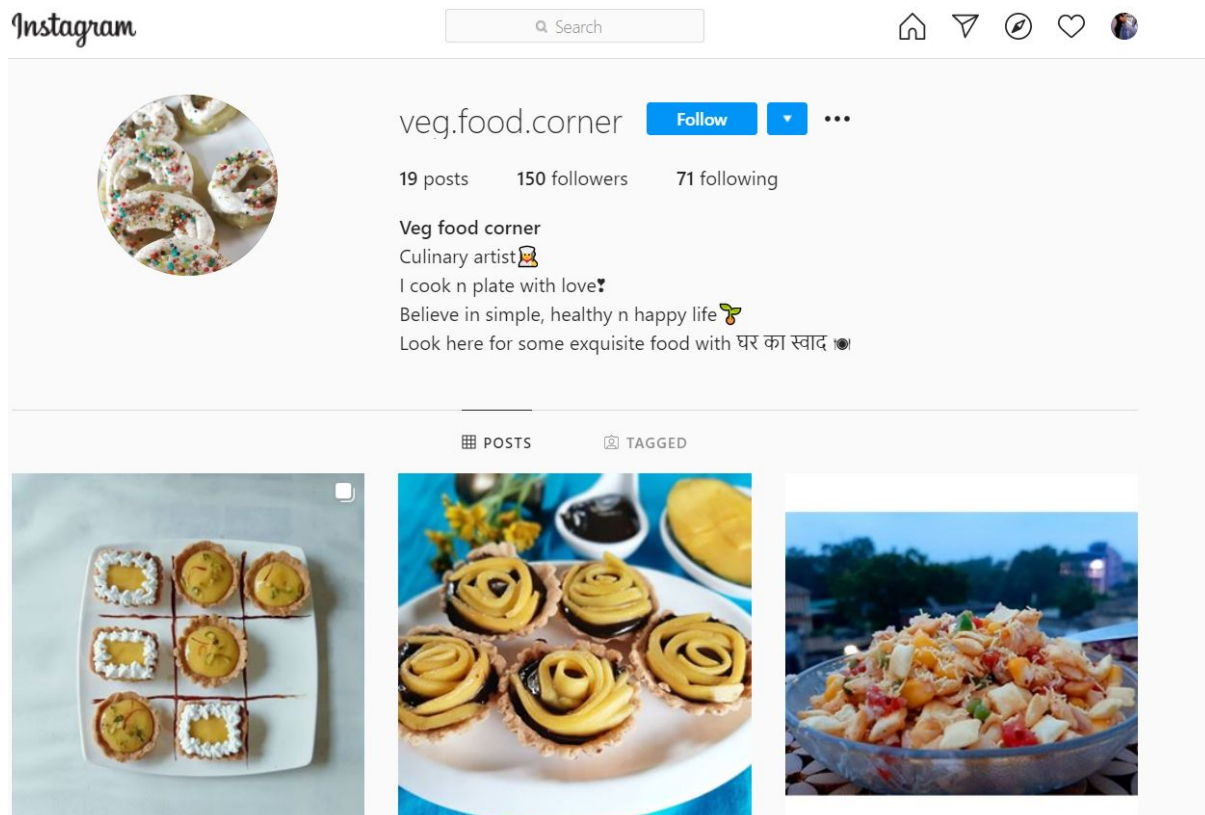 Instagram
Search
veg.food.corner Follow
19 posts 150 followers 71 following
Veg food corner
Culinary artist👩‍🍳
I cook n plate with love❣
Believe in simple, healthy n happy life🌱
Look here for some exquisite food with घर का स्वाद 🍽
POSTS TAGGED